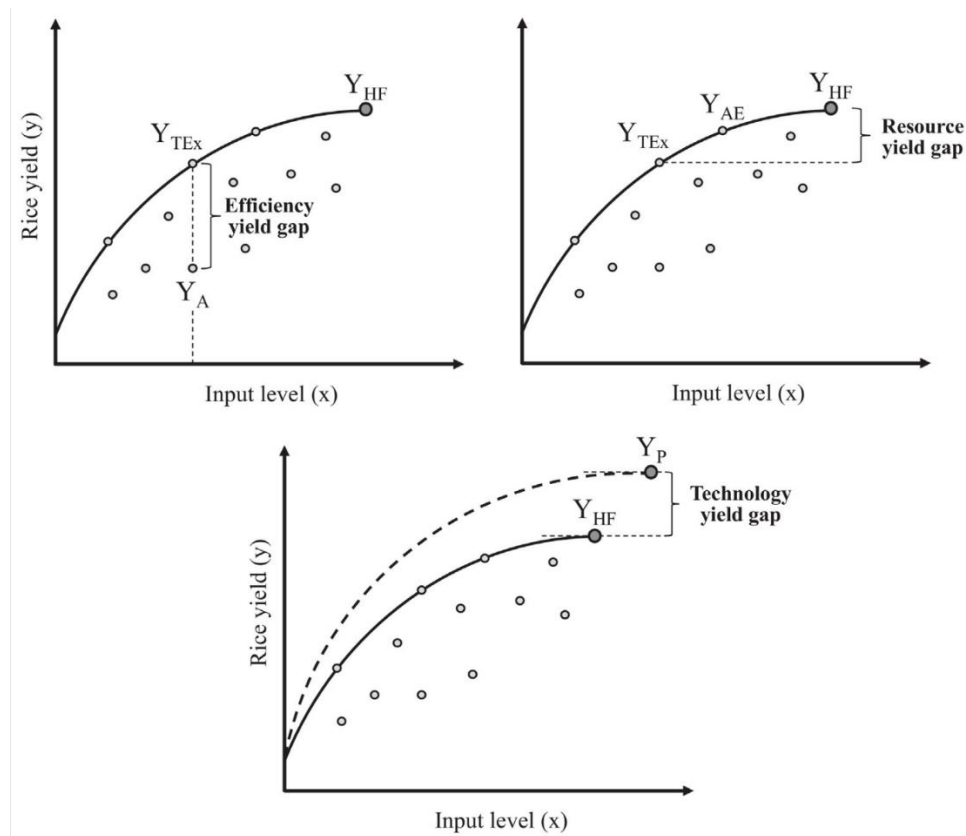 Y_HF
Y_TEx
Efficiency
yield gap
Y_A
Rice yield (y)
Input level (x)
Y_HF
Y_AE
Y_TEx
Resource
yield gap
Input level (x)
Y_P
Y_HF
Technology
yield gap
Rice yield (y)
Input level (x)